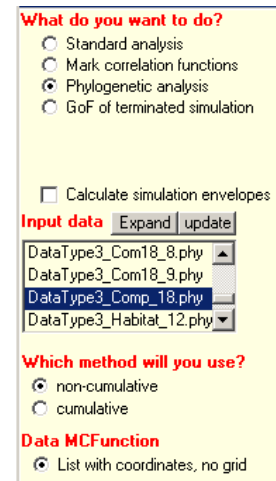 What do you want to do?
Standard analysis
Mark correlation functions
Phylogenetic analysis
GoF of terminated simulation
Calculate simulation envelopes
Input data Expand update
DataType3_Com18_8.phy
DataType3_Com18_9.phy
DataType3_Comp_18.phy
DataType3_Habitat_12.phy
Which method will you use?
non-cumulative
cumulative
Data MCFunction
List with coordinates, no grid